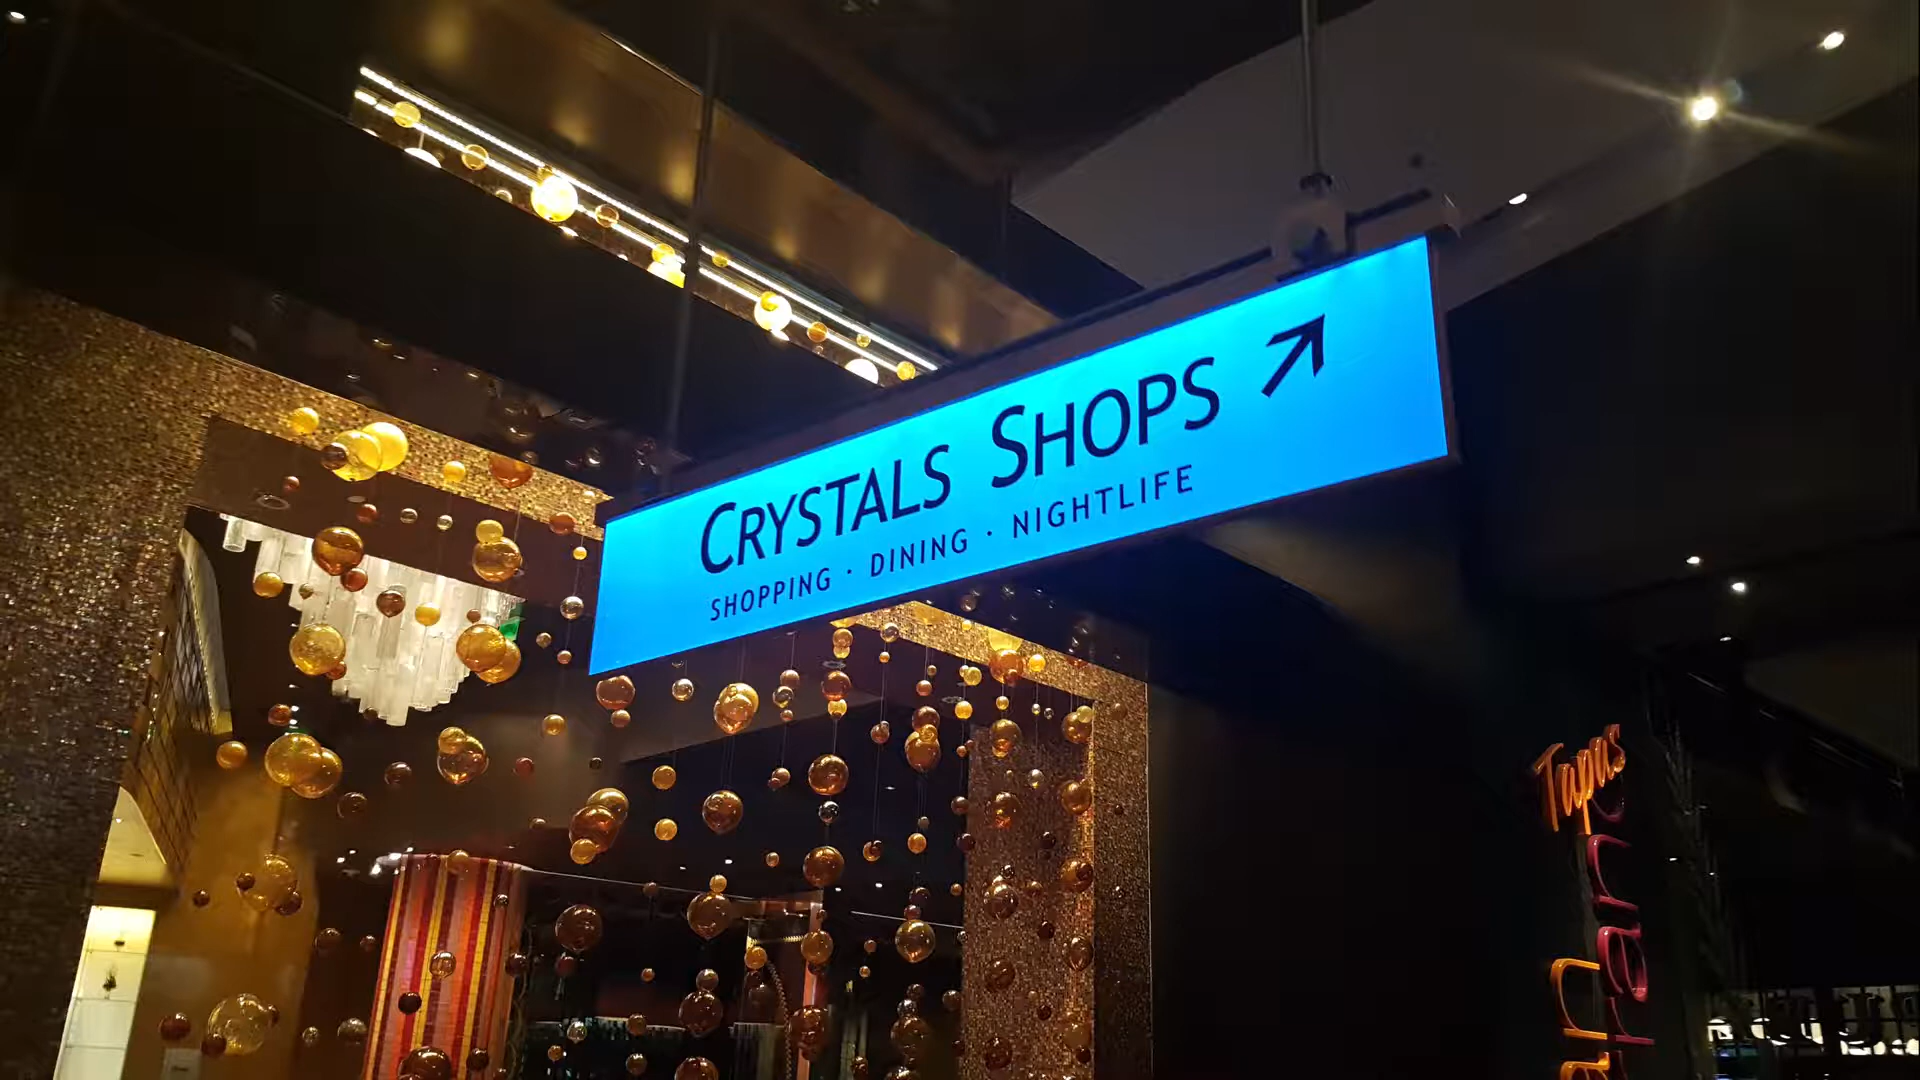 CRYSTALS SHOPS ↗
SHOPPING · DINING · NIGHTLIFE
Tapas